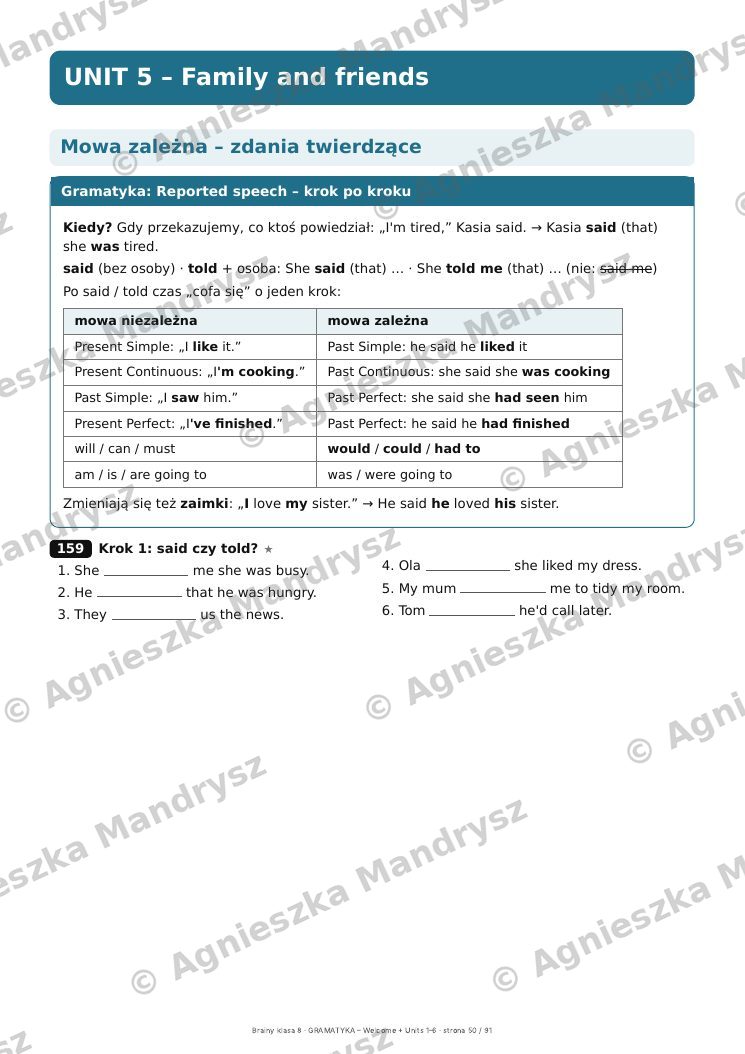 UNIT 5 – Family and friends
Mowa zależna – zdania twierdzące
Gramatyka: Reported speech – krok po kroku
Kiedy? Gdy przekazujemy, co ktoś powiedział: „I'm tired,” Kasia said. → Kasia said (that)
she was tired.
said (bez osoby) · told + osoba: She said (that) … · She told me (that) … (nie: said me)
Po said / told czas „cofa się” o jeden krok:
mowa niezależna mowa zależna
Present Simple: „I like it.” Past Simple: he said he liked it
Present Continuous: „I'm cooking.” Past Continuous: she said she was cooking
Past Simple: „I saw him.” Past Perfect: she said she had seen him
Present Perfect: „I've finished.” Past Perfect: he said he had finished
will / can / must would / could / had to
am / is / are going to was / were going to
Zmieniają się też zaimki: „I love my sister.” → He said he loved his sister.
159 Krok 1: said czy told? ★
1. She ____________ me she was busy.
2. He ____________ that he was hungry.
3. They ____________ us the news.
4. Ola ____________ she liked my dress.
5. My mum ____________ me to tidy my room.
6. Tom ____________ he'd call later.
© Agnieszka Mandrysz
Brainy klasa 8 · GRAMATYKA – Welcome + Units 1–6 · strona 50 / 91